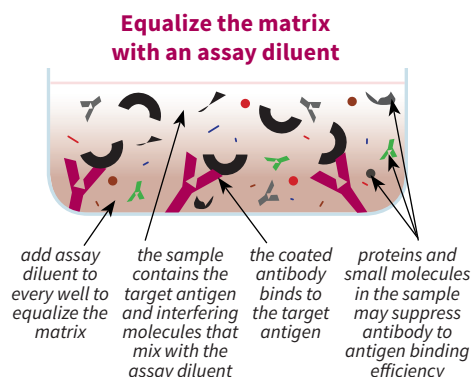 Equalize the matrix
with an assay diluent
add assay
diluent to
every well to
equalize the
matrix
the sample
contains the
target antigen
and interfering
molecules that
mix with the
assay diluent
the coated
antibody
binds to
the target
antigen
proteins and
small molecules
in the sample
may suppress
antibody to
antigen binding
efficiency